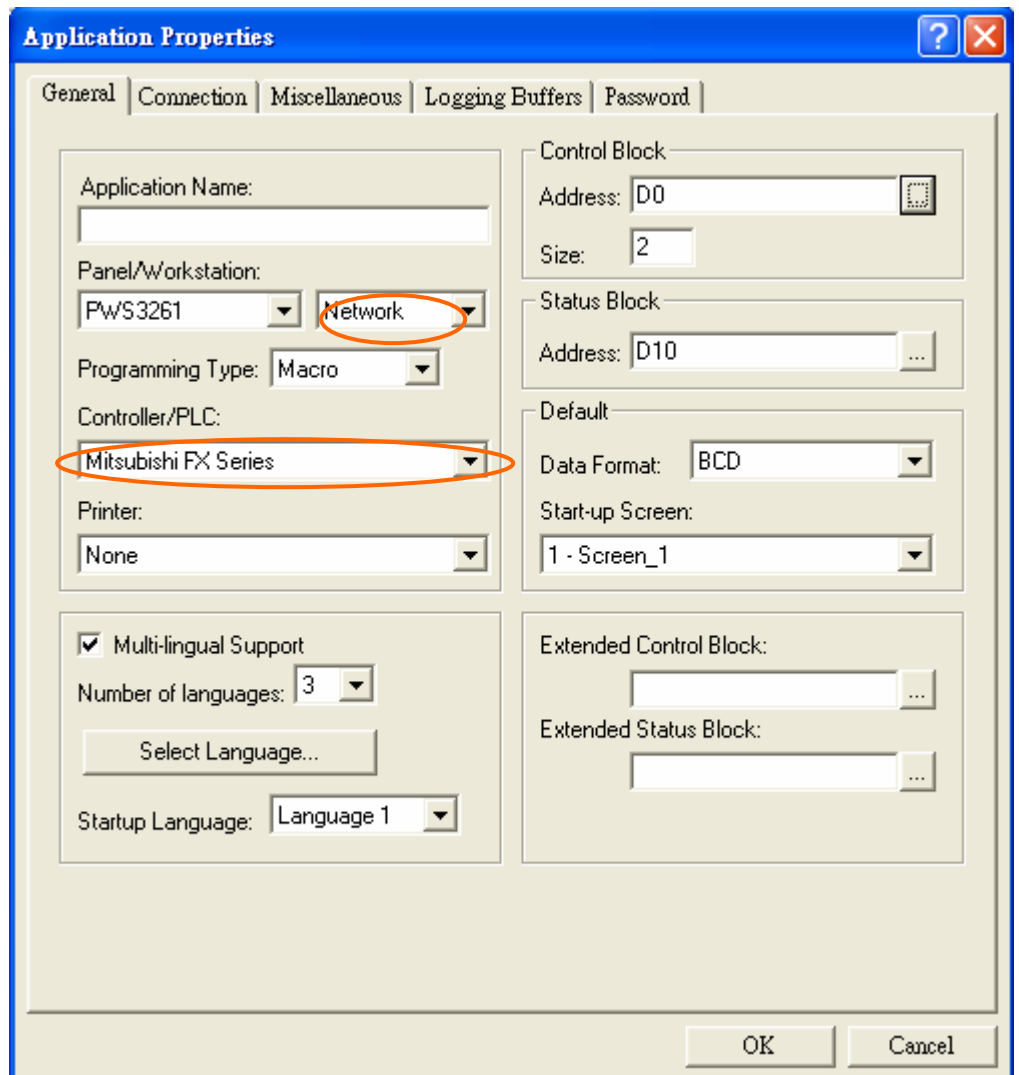 Application Properties
General Connection Miscellaneous Logging Buffers Password
Application Name:
Panel/Workstation:
PWS3261 Network
Programming Type: Macro
Controller/PLC:
Mitsubishi FX Series
Printer:
None
Control Block
Address: D0 ...
Size: 2
Status Block
Address: D10 ...
Default
Data Format: BCD
Start-up Screen:
1 - Screen_1
Multi-lingual Support
Number of languages: 3
Select Language...
Startup Language: Language 1
Extended Control Block:
...
Extended Status Block:
...
OK Cancel